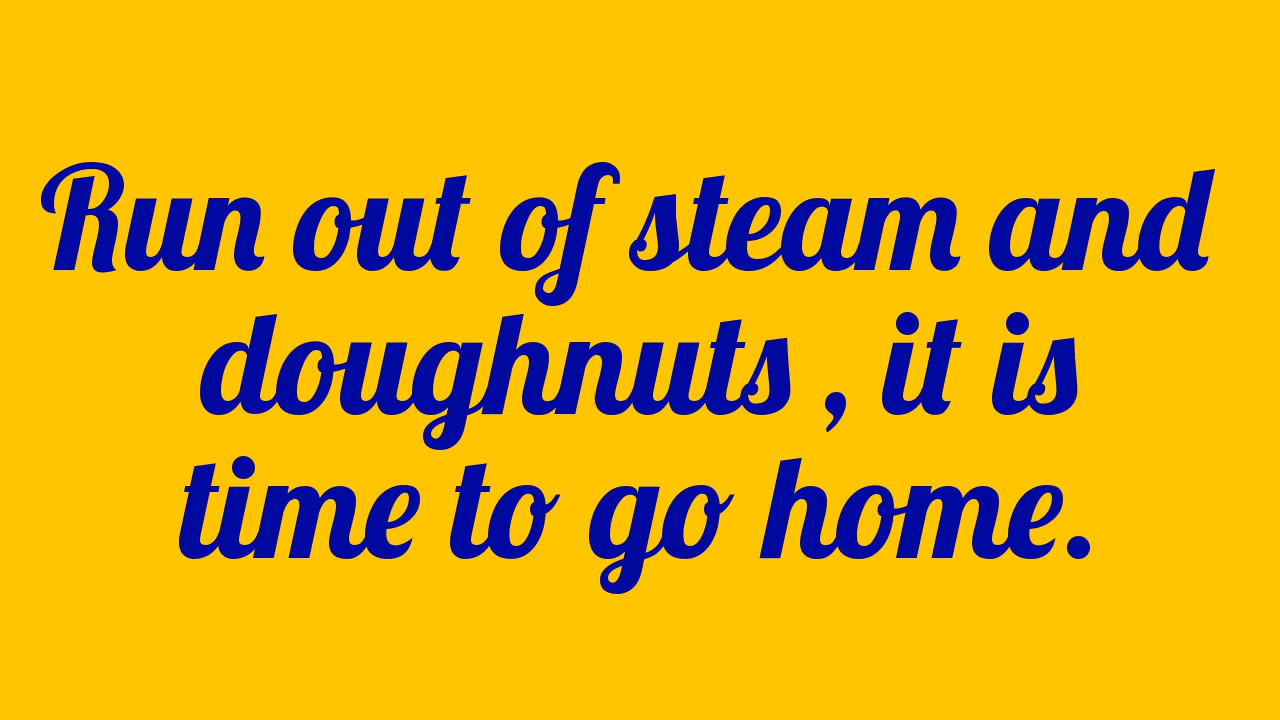 Run out of steam and
doughnuts , it is
time to go home.